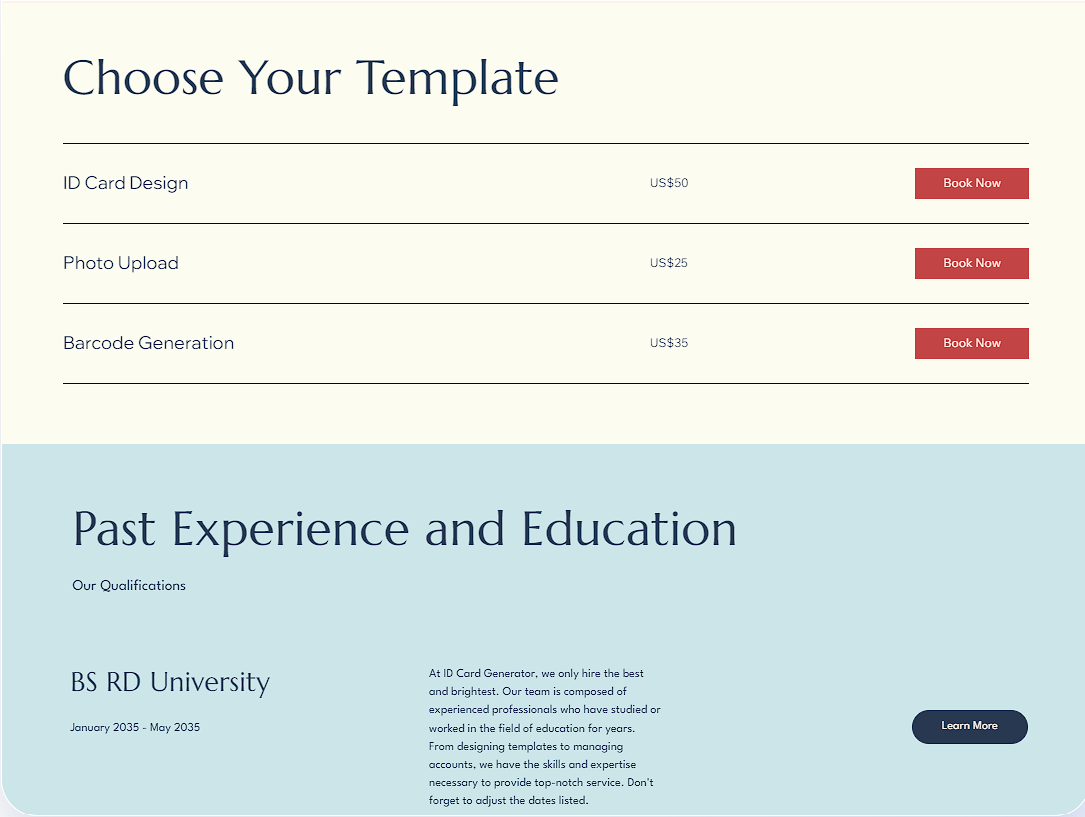 Choose Your Template
ID Card Design US$50 Book Now
Photo Upload US$25 Book Now
Barcode Generation US$35 Book Now
Past Experience and Education
Our Qualifications
BS RD University
January 2035 - May 2035
At ID Card Generator, we only hire the best
and brightest. Our team is composed of
experienced professionals who have studied or
worked in the field of education for years.
From designing templates to managing
accounts, we have the skills and expertise
necessary to provide top-notch service. Don't
forget to adjust the dates listed.
Learn More